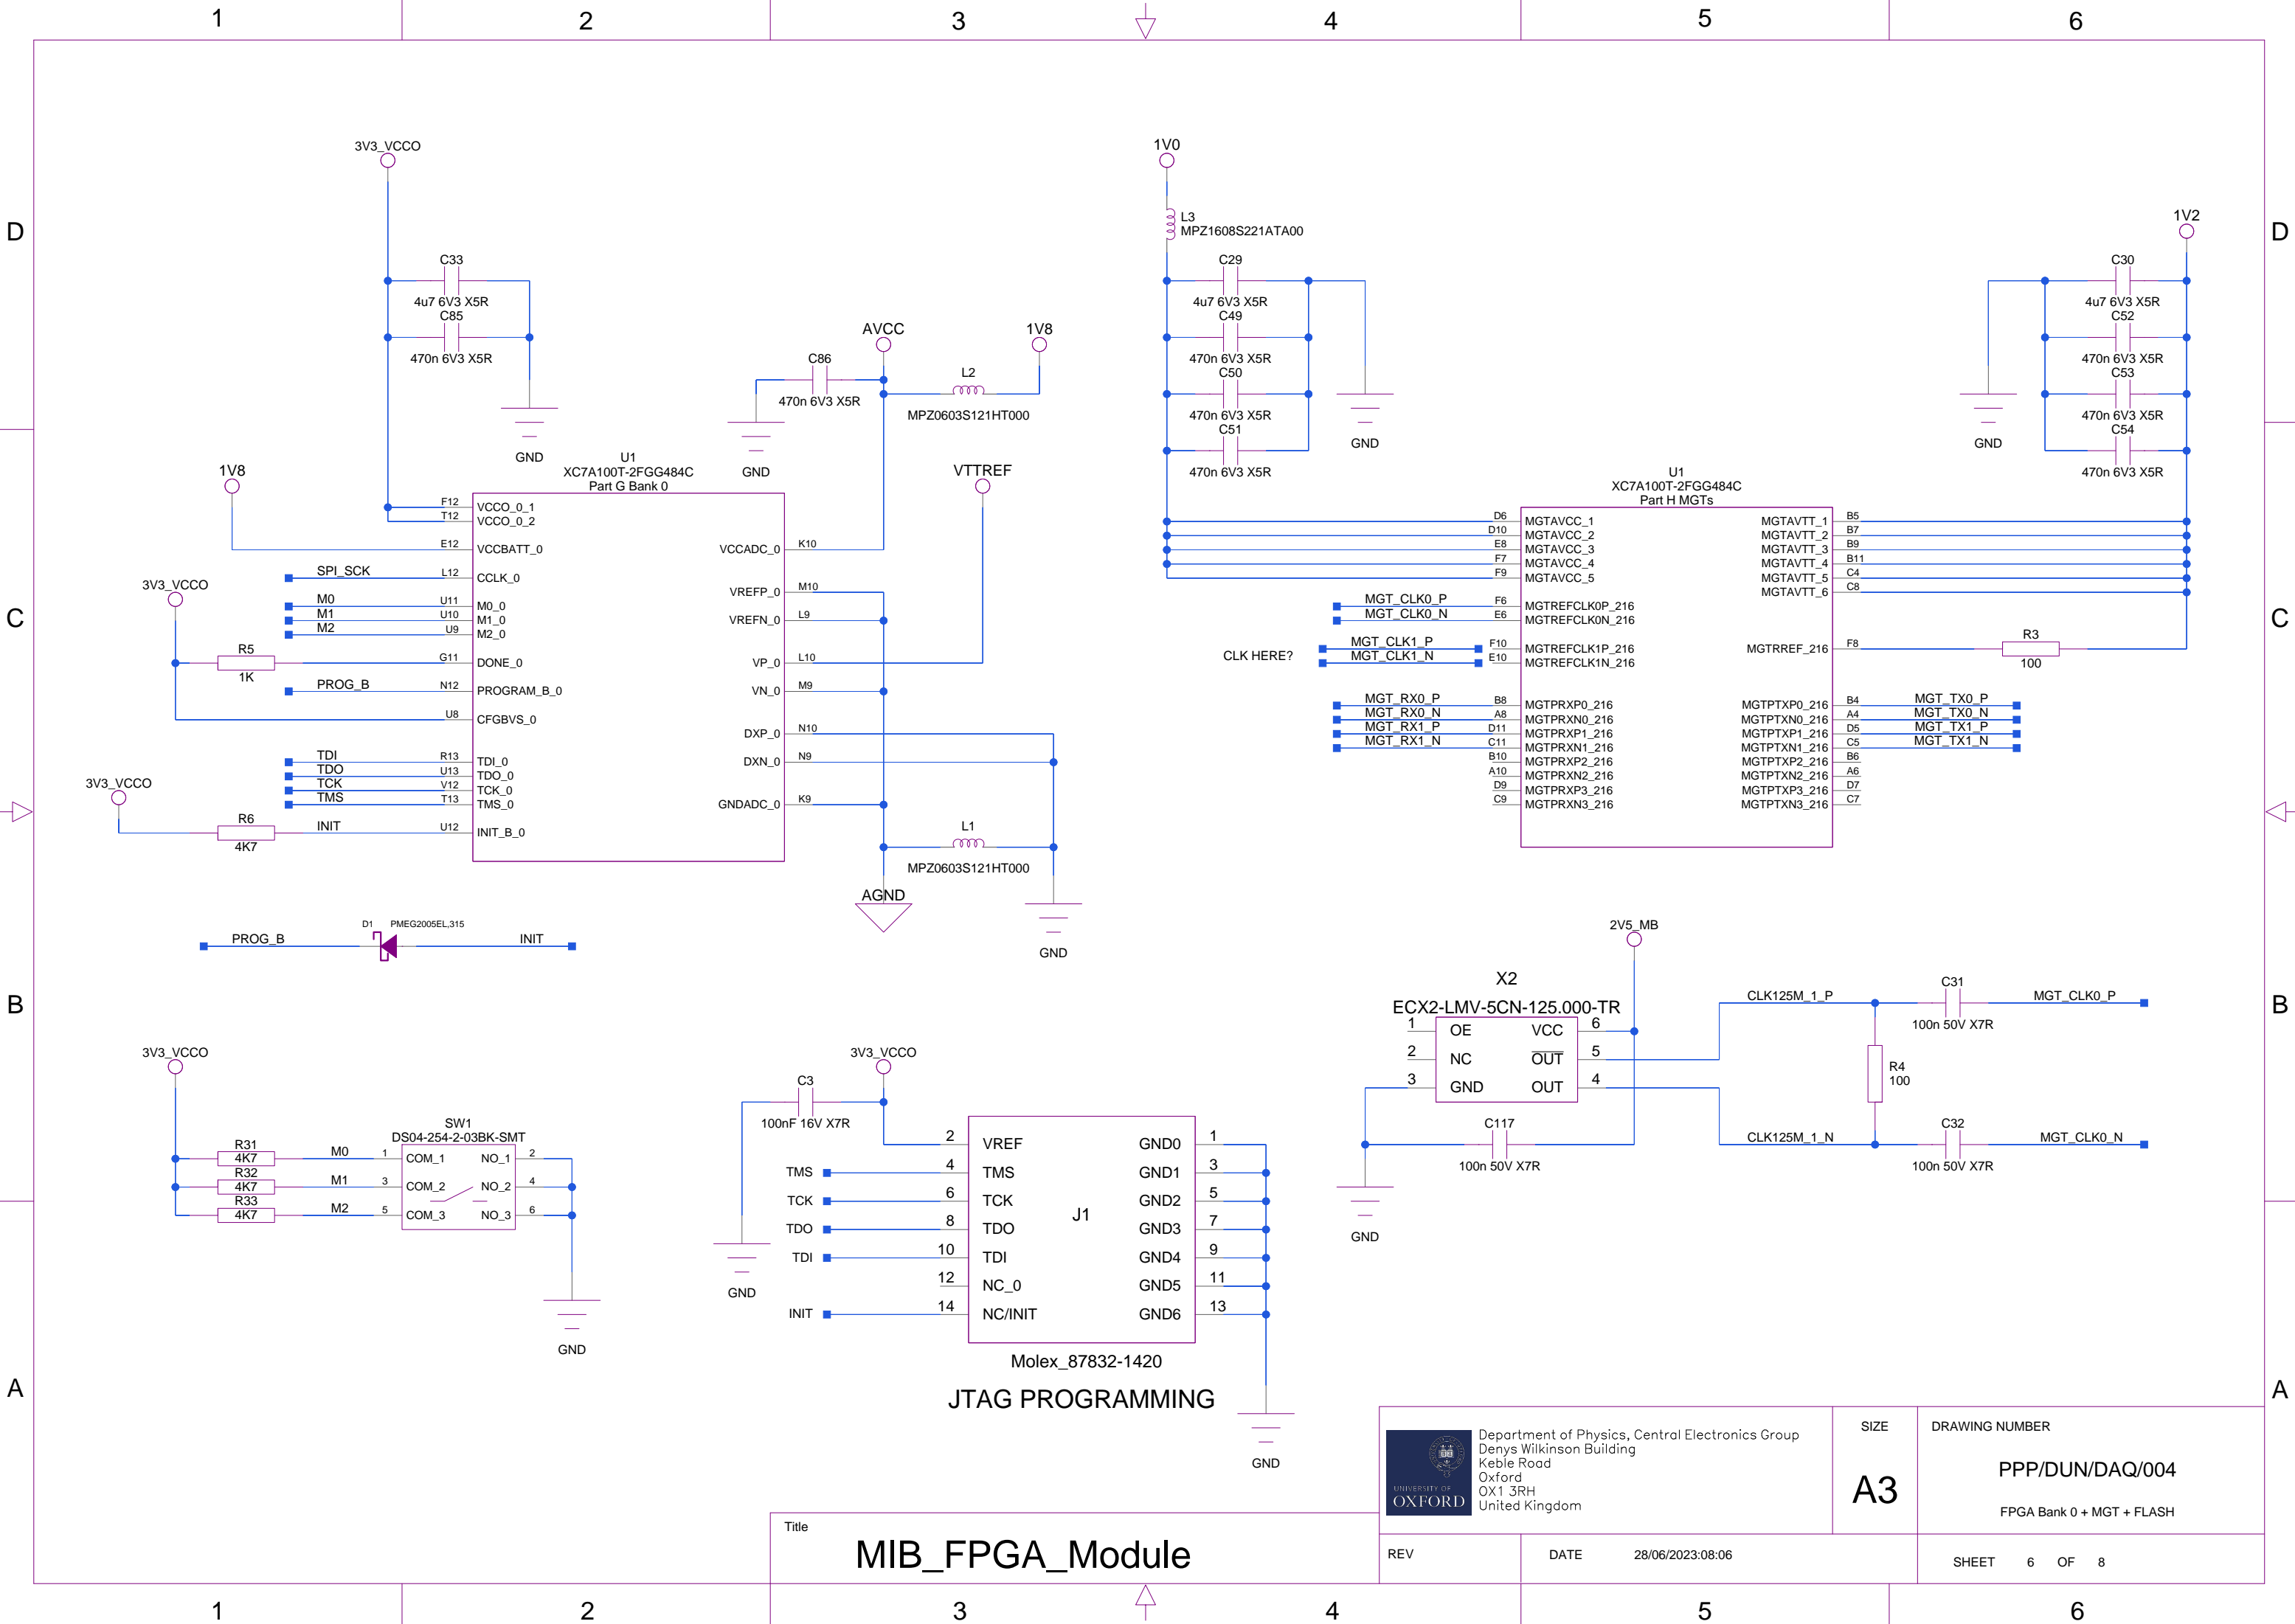 1 2 3 4 5 6
D D
C C
B B
A A
3V3_VCCO
C33
4u7 6V3 X5R
C85
470n 6V3 X5R
GND
AVCC
1V8
C86
470n 6V3 X5R
L2
MPZ0603S121HT000
GND
1V8
U1
XC7A100T-2FGG484C
Part G Bank 0
VTTREF
F12 VCCO_0_1
T12 VCCO_0_2
E12 VCCBATT_0
SPI_SCK L12 CCLK_0
3V3_VCCO
M0 U11 M0_0
M1 U10 M1_0
M2 U9 M2_0
R5
1K
G11 DONE_0
PROG_B N12 PROGRAM_B_0
U8 CFGBVS_0
TDI R13 TDI_0
TDO U13 TDO_0
TCK V12 TCK_0
TMS T13 TMS_0
3V3_VCCO
R6
4K7
INIT U12 INIT_B_0
VCCADC_0 K10
VREFP_0 M10
VREFN_0 L9
VP_0 L10
VN_0 M9
DXP_0 N10
DXN_0 N9
GNDADC_0 K9
L1
MPZ0603S121HT000
AGND
GND
1V0
L3
MPZ1608S221ATA00
C29
4u7 6V3 X5R
C49
470n 6V3 X5R
C50
470n 6V3 X5R
C51
470n 6V3 X5R
GND
1V2
C30
4u7 6V3 X5R
C52
470n 6V3 X5R
C53
470n 6V3 X5R
C54
470n 6V3 X5R
GND
U1
XC7A100T-2FGG484C
Part H MGTs
D6 MGTAVCC_1
D10 MGTAVCC_2
E8 MGTAVCC_3
F7 MGTAVCC_4
F9 MGTAVCC_5
MGT_CLK0_P F6 MGTREFCLK0P_216
MGT_CLK0_N E6 MGTREFCLK0N_216
CLK HERE?
MGT_CLK1_P F10 MGTREFCLK1P_216
MGT_CLK1_N E10 MGTREFCLK1N_216
MGT_RX0_P B8 MGTPRXP0_216
MGT_RX0_N A8 MGTPRXN0_216
MGT_RX1_P D11 MGTPRXP1_216
MGT_RX1_N C11 MGTPRXN1_216
B10 MGTPRXP2_216
A10 MGTPRXN2_216
D9 MGTPRXP3_216
C9 MGTPRXN3_216
MGTAVTT_1 B5
MGTAVTT_2 B7
MGTAVTT_3 B9
MGTAVTT_4 B11
MGTAVTT_5 C4
MGTAVTT_6 C8
MGTRREF_216 F8
R3
100
MGTPTXP0_216 B4 MGT_TX0_P
MGTPTXN0_216 A4 MGT_TX0_N
MGTPTXP1_216 D5 MGT_TX1_P
MGTPTXN1_216 C5 MGT_TX1_N
MGTPTXP2_216 B6
MGTPTXN2_216 A6
MGTPTXP3_216 D7
MGTPTXN3_216 C7
D1 PMEG2005EL,315
PROG_B INIT
3V3_VCCO
SW1
DS04-254-2-03BK-SMT
R31
4K7
M0 1 COM_1 NO_1 2
R32
4K7
M1 3 COM_2 NO_2 4
R33
4K7
M2 5 COM_3 NO_3 6
GND
3V3_VCCO
C3
100nF 16V X7R
GND
2 VREF GND0 1
TMS 4 TMS GND1 3
TCK 6 TCK GND2 5
J1
TDO 8 TDO GND3 7
TDI 10 TDI GND4 9
12 NC_0 GND5 11
INIT 14 NC/INIT GND6 13
Molex_87832-1420
JTAG PROGRAMMING
GND
2V5_MB
X2
ECX2-LMV-5CN-125.000-TR
1 OE VCC 6
2 NC OUT 5
3 GND OUT 4
C117
100n 50V X7R
GND
CLK125M_1_P
C31
100n 50V X7R
MGT_CLK0_P
R4
100
CLK125M_1_N
C32
100n 50V X7R
MGT_CLK0_N
UNIVERSITY OF
OXFORD
Department of Physics, Central Electronics Group
Denys Wilkinson Building
Keble Road
Oxford
OX1 3RH
United Kingdom
SIZE
A3
DRAWING NUMBER
PPP/DUN/DAQ/004
FPGA Bank 0 + MGT + FLASH
Title
MIB_FPGA_Module
REV
DATE 28/06/2023:08:06
SHEET 6 OF 8
1 2 3 4 5 6